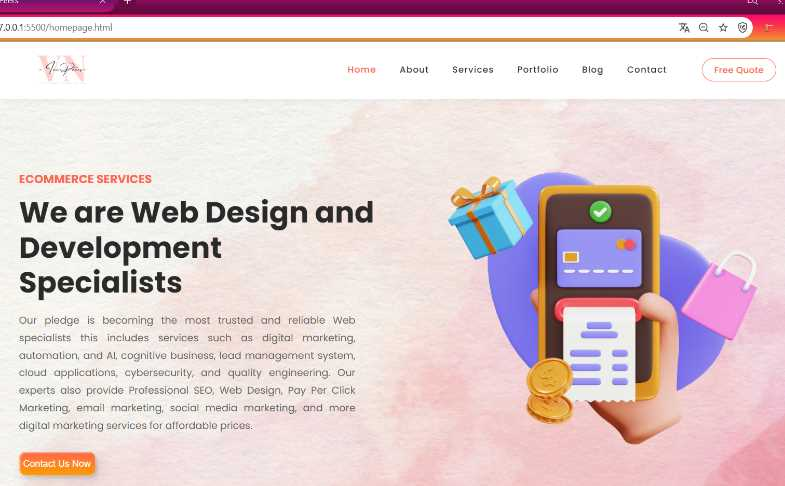 7.0.0.1:5500/homepage.html
Home About Services Portfolio Blog Contact Free Quote
ECOMMERCE SERVICES
We are Web Design and
Development
Specialists
Our pledge is becoming the most trusted and reliable Web
specialists this includes services such as digital marketing,
automation, and AI, cognitive business, lead management system,
cloud applications, cybersecurity, and quality engineering. Our
experts also provide Professional SEO, Web Design, Pay Per Click
Marketing, email marketing, social media marketing, and more
digital marketing services for affordable prices.
Contact Us Now